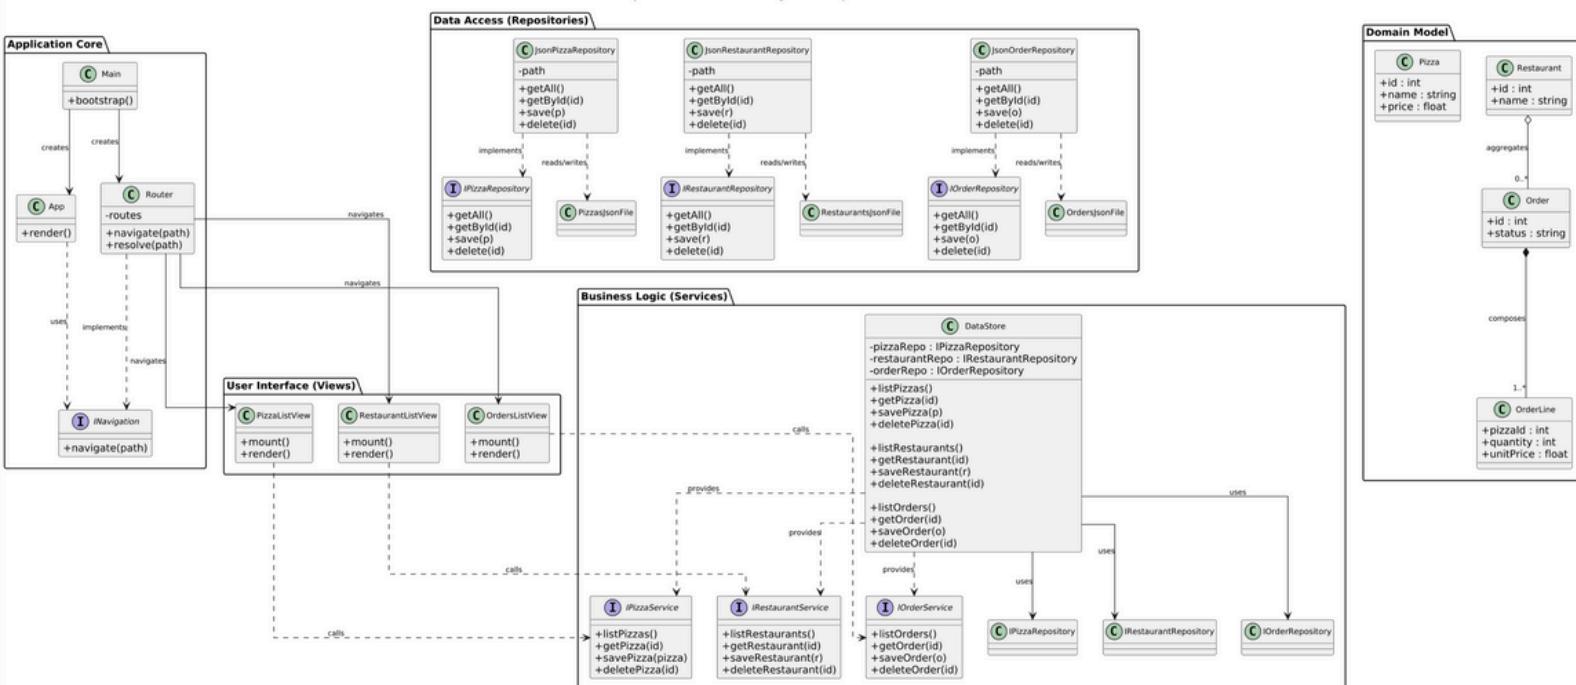 Application Core
C Main
+bootstrap()
creates
creates
C App
+render()
C Router
-routes
+navigate(path)
+resolve(path)
uses
implements
navigates
navigates
navigates
I INavigation
+navigate(path)
User Interface (Views)
C PizzaListView
+mount()
+render()
C RestaurantListView
+mount()
+render()
C OrdersListView
+mount()
+render()
calls
calls
calls
Data Access (Repositories)
C JsonPizzaRepository
-path
+getAll()
+getById(id)
+save(p)
+delete(id)
implements
reads/writes
I IPizzaRepository
+getAll()
+getById(id)
+save(p)
+delete(id)
C PizzasJsonFile
C JsonRestaurantRepository
-path
+getAll()
+getById(id)
+save(r)
+delete(id)
implements
reads/writes
I IRestaurantRepository
+getAll()
+getById(id)
+save(r)
+delete(id)
C RestaurantsJsonFile
C JsonOrderRepository
-path
+getAll()
+getById(id)
+save(o)
+delete(id)
implements
reads/writes
I IOrderRepository
+getAll()
+getById(id)
+save(o)
+delete(id)
C OrdersJsonFile
Business Logic (Services)
C DataStore
-pizzaRepo : IPizzaRepository
-restaurantRepo : IRestaurantRepository
-orderRepo : IOrderRepository
+listPizzas()
+getPizza(id)
+savePizza(p)
+deletePizza(id)
+listRestaurants()
+getRestaurant(id)
+saveRestaurant(r)
+deleteRestaurant(id)
+listOrders()
+getOrder(id)
+saveOrder(o)
+deleteOrder(id)
provides
provides
provides
uses
uses
uses
I IPizzaService
+listPizzas()
+getPizza(id)
+savePizza(pizza)
+deletePizza(id)
I IRestaurantService
+listRestaurants()
+getRestaurant(id)
+saveRestaurant(r)
+deleteRestaurant(id)
I IOrderService
+listOrders()
+getOrder(id)
+saveOrder(o)
+deleteOrder(id)
C IPizzaRepository
C IRestaurantRepository
C IOrderRepository
Domain Model
C Pizza
+id : int
+name : string
+price : float
C Restaurant
+id : int
+name : string
aggregates
0..*
C Order
+id : int
+status : string
composes
1..*
C OrderLine
+pizzaId : int
+quantity : int
+unitPrice : float